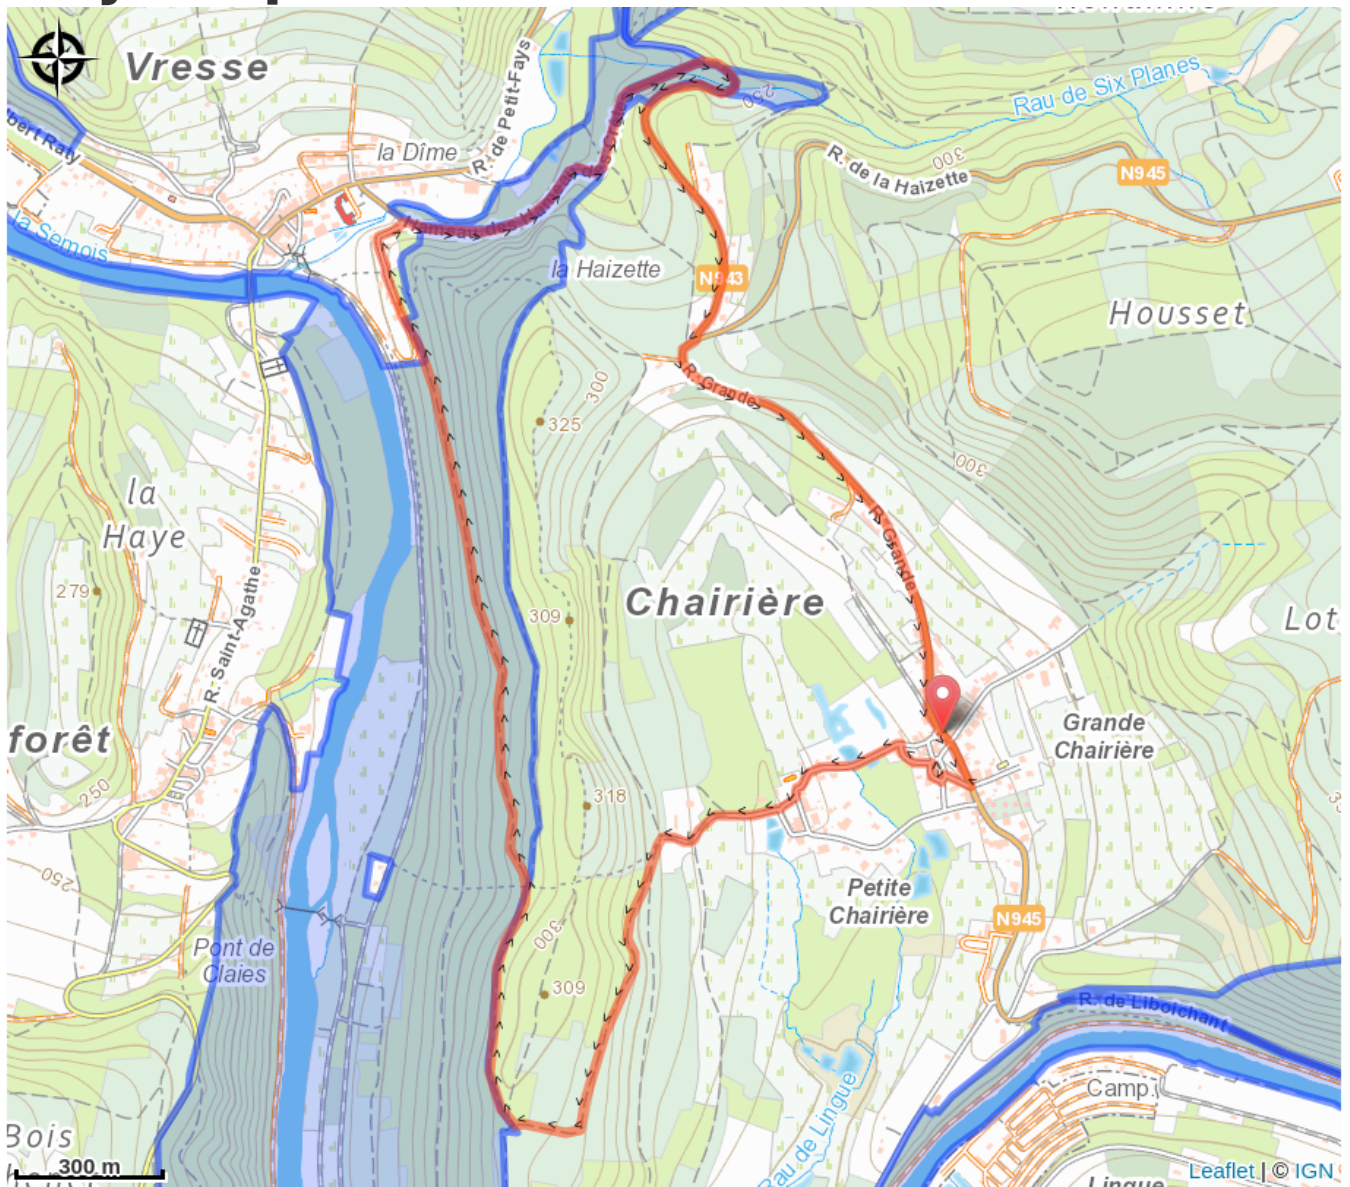 Vresse
la Dîme
R. de Petit-Fays
Rau de Six Planes
250
300
R. de la Haizette
N945
la Semois
la Haizette
N943
Housset
R. Grande
300
325
300
la
Haye
R. Grande
279
R. Saint-Agathe
309
Chairière
Lot
forêt
Grande
Chairière
250
318
250
Petite
Chairière
N945
300
Pont de
Claies
309
R. de Liboichant
Camp.
Rau de Lingue
Bois
300 m
Leaflet | © IGN
Lingue